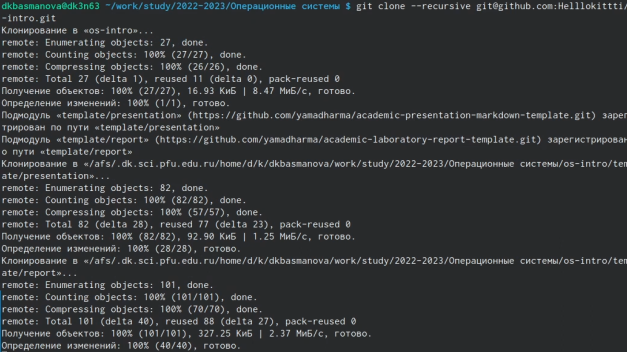 dkbasmanova@dk3n63 ~/work/study/2022-2023/Операционные системы $ git clone --recursive git@github.com:Helllokittti/
-intro.git
Клонирование в «os-intro»...
remote: Enumerating objects: 27, done.
remote: Counting objects: 100% (27/27), done.
remote: Compressing objects: 100% (26/26), done.
remote: Total 27 (delta 1), reused 11 (delta 0), pack-reused 0
Получение объектов: 100% (27/27), 16.93 КиБ | 8.47 МиБ/с, готово.
Определение изменений: 100% (1/1), готово.
Подмодуль «template/presentation» (https://github.com/yamadharma/academic-presentation-markdown-template.git) зарег
трирован по пути «template/presentation»
Подмодуль «template/report» (https://github.com/yamadharma/academic-laboratory-report-template.git) зарегистрирован
о пути «template/report»
Клонирование в «/afs/.dk.sci.pfu.edu.ru/home/d/k/dkbasmanova/work/study/2022-2023/Операционные системы/os-intro/tem
ate/presentation»...
remote: Enumerating objects: 82, done.
remote: Counting objects: 100% (82/82), done.
remote: Compressing objects: 100% (57/57), done.
remote: Total 82 (delta 28), reused 77 (delta 23), pack-reused 0
Получение объектов: 100% (82/82), 92.90 КиБ | 1.25 МиБ/с, готово.
Определение изменений: 100% (28/28), готово.
Клонирование в «/afs/.dk.sci.pfu.edu.ru/home/d/k/dkbasmanova/work/study/2022-2023/Операционные системы/os-intro/tem
ate/report»...
remote: Enumerating objects: 101, done.
remote: Counting objects: 100% (101/101), done.
remote: Compressing objects: 100% (70/70), done.
remote: Total 101 (delta 40), reused 88 (delta 27), pack-reused 0
Получение объектов: 100% (101/101), 327.25 КиБ | 2.37 МиБ/с, готово.
Определение изменений: 100% (40/40), готово.